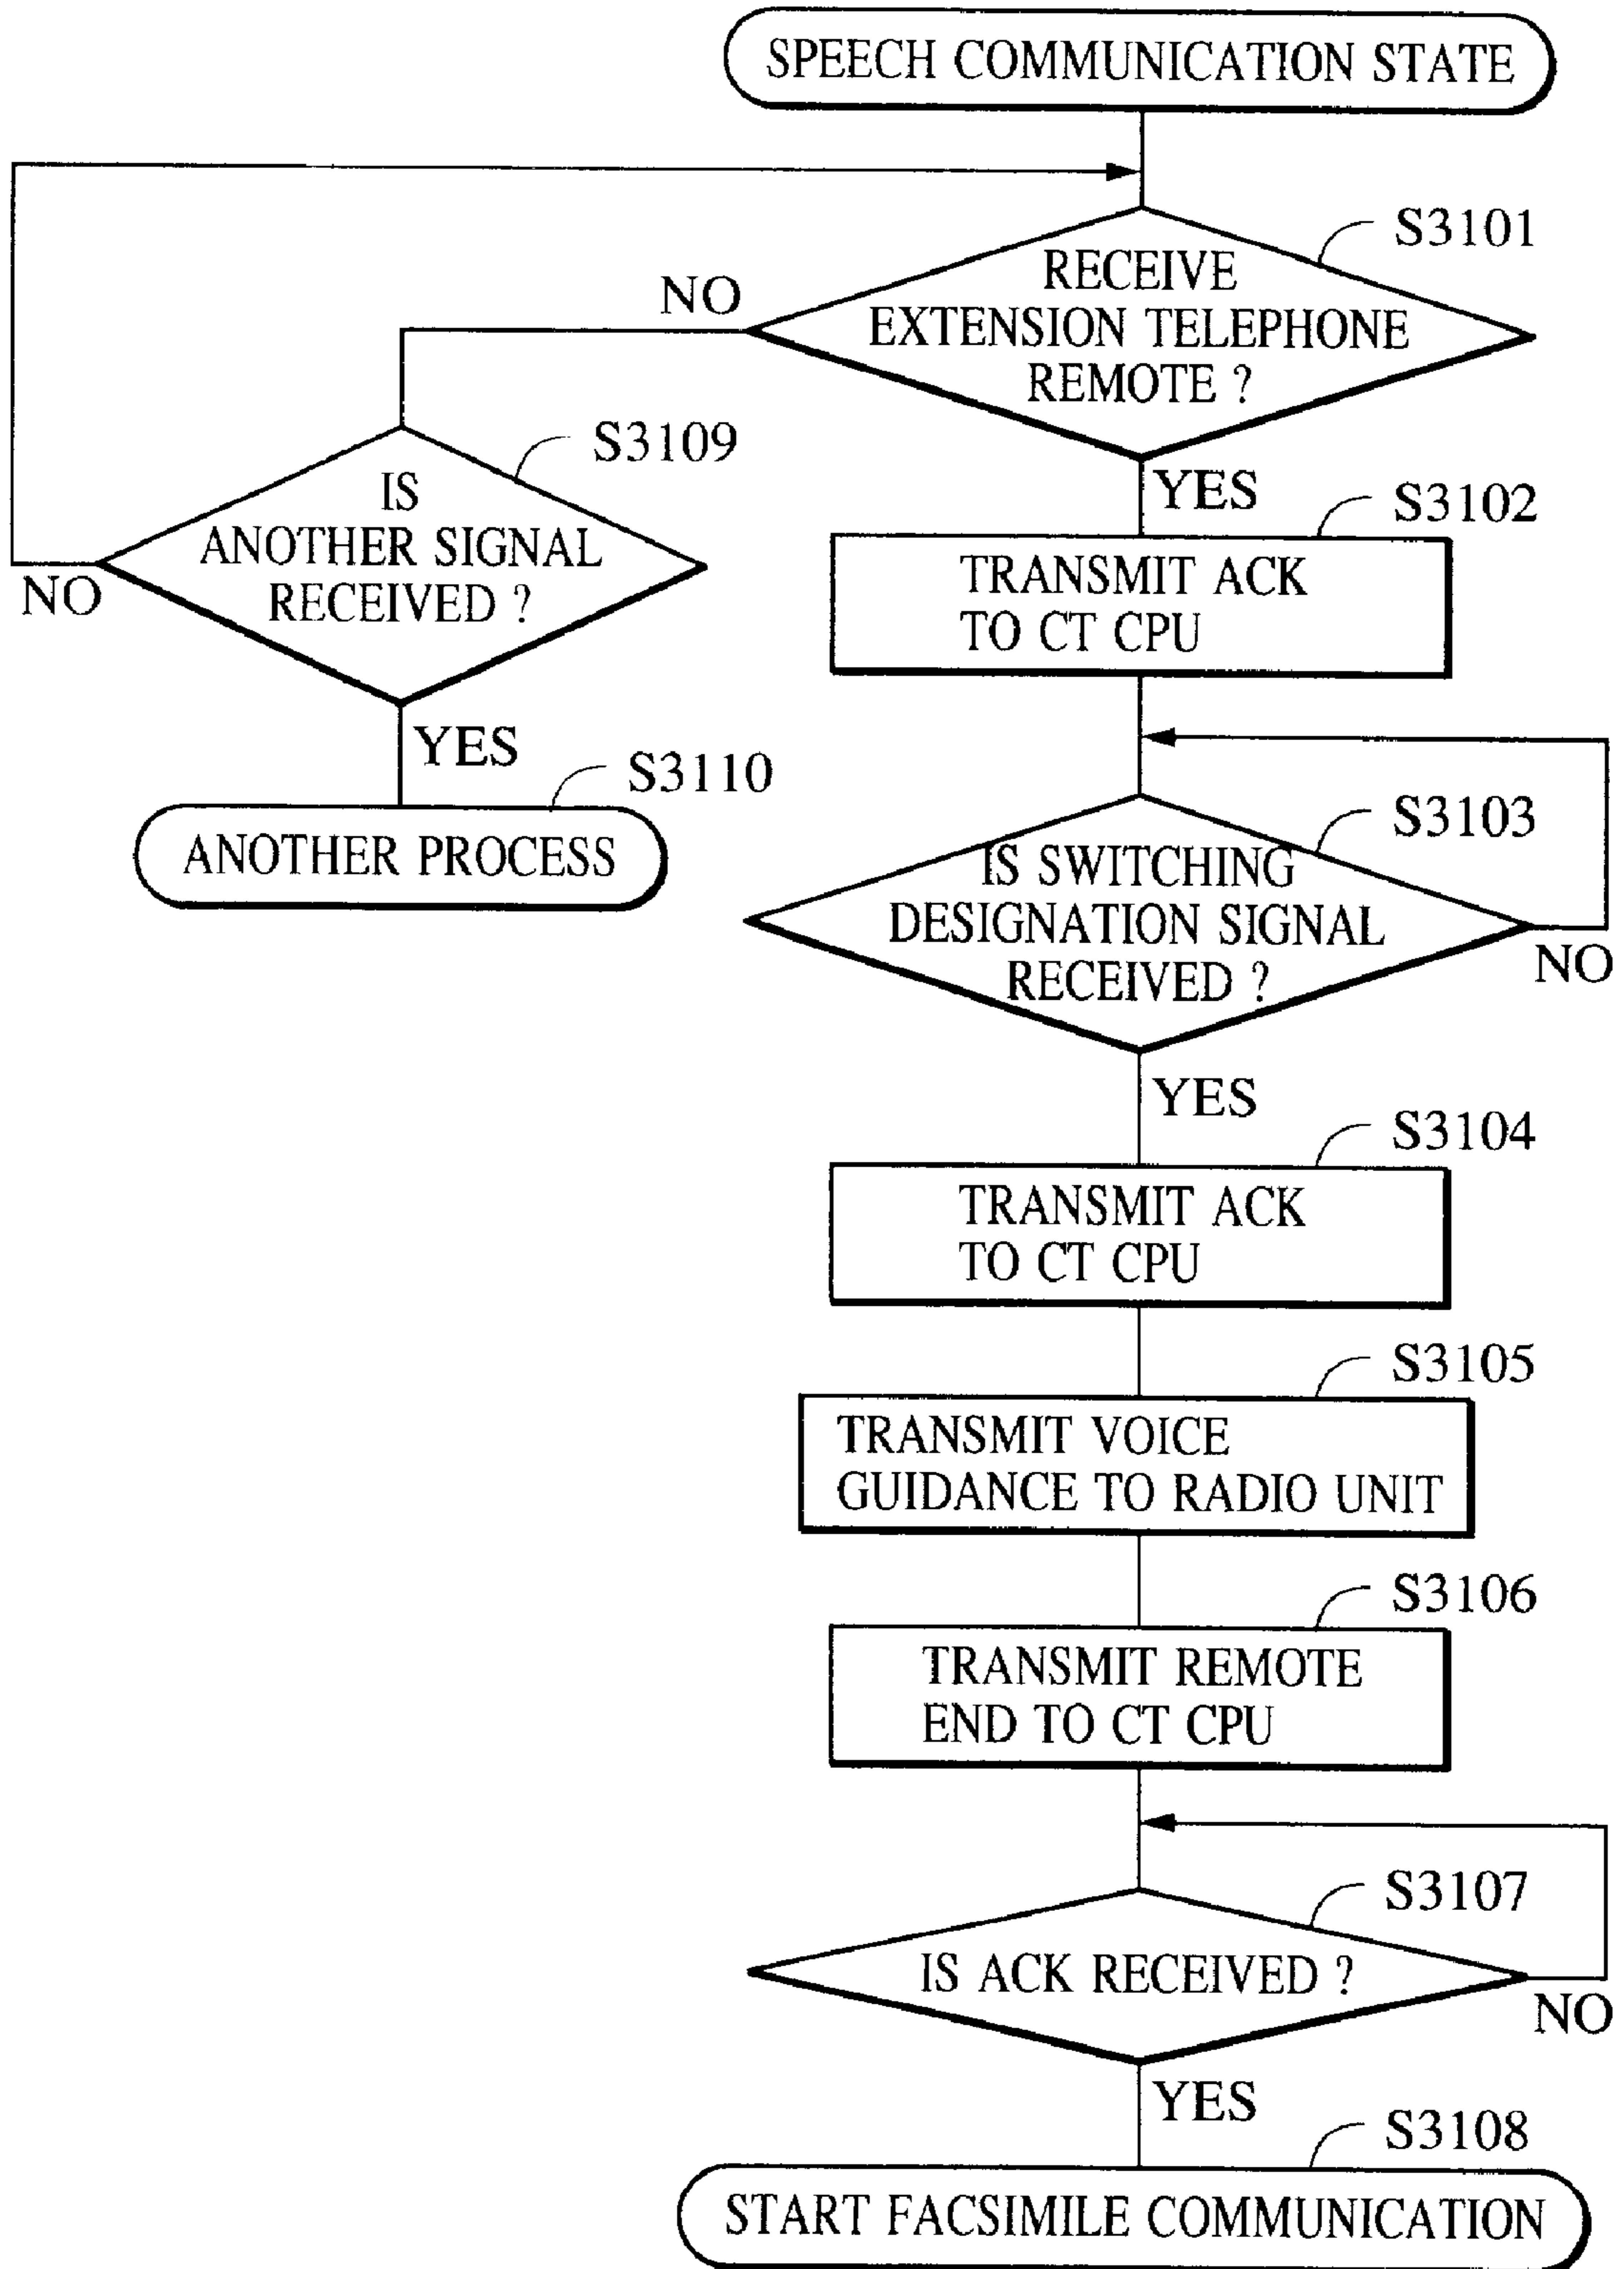 SPEECH COMMUNICATION STATE
S3101
RECEIVE
EXTENSION TELEPHONE
REMOTE ?
NO
YES
S3109
IS
ANOTHER SIGNAL
RECEIVED ?
NO
YES
S3110
ANOTHER PROCESS
S3102
TRANSMIT ACK
TO CT CPU
S3103
IS SWITCHING
DESIGNATION SIGNAL
RECEIVED ?
NO
YES
S3104
TRANSMIT ACK
TO CT CPU
S3105
TRANSMIT VOICE
GUIDANCE TO RADIO UNIT
S3106
TRANSMIT REMOTE
END TO CT CPU
S3107
IS ACK RECEIVED ?
NO
YES
S3108
START FACSIMILE COMMUNICATION